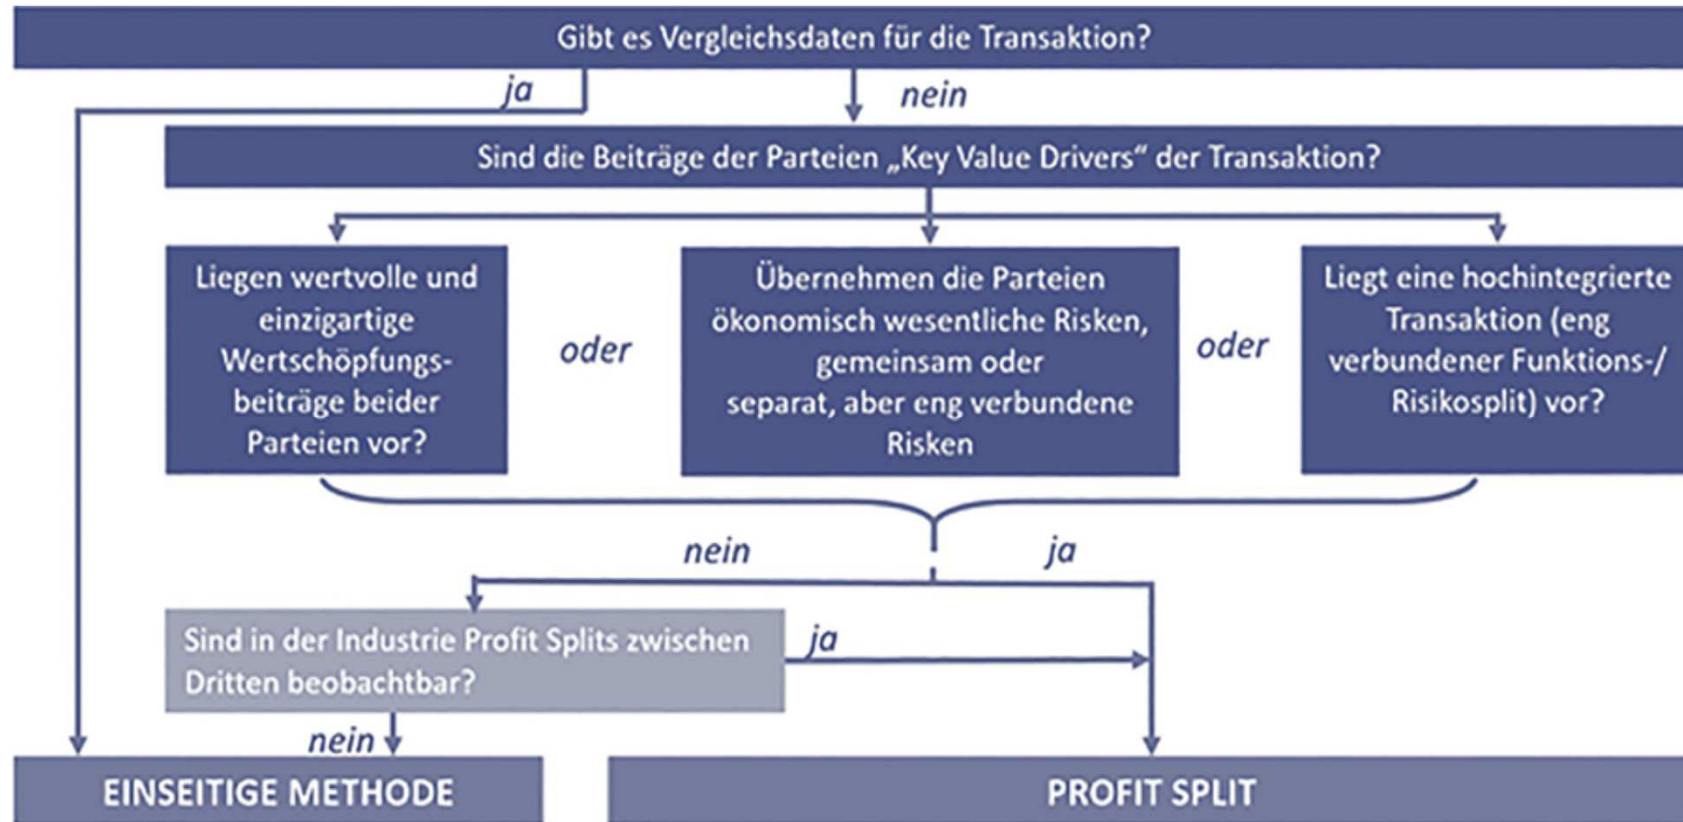 Gibt es Vergleichsdaten für die Transaktion?
ja
nein
Sind die Beiträge der Parteien „Key Value Drivers“ der Transaktion?
Liegen wertvolle und
einzigartige
Wertschöpfungs-
beiträge beider
Parteien vor?
oder
Übernehmen die Parteien
ökonomisch wesentliche Risken,
gemeinsam oder
separat, aber eng verbundene
Risken
oder
Liegt eine hochintegrierte
Transaktion (eng
verbundener Funktions-/
Risikosplit) vor?
nein
ja
Sind in der Industrie Profit Splits zwischen
Dritten beobachtbar?
ja
nein
EINSEITIGE METHODE
PROFIT SPLIT